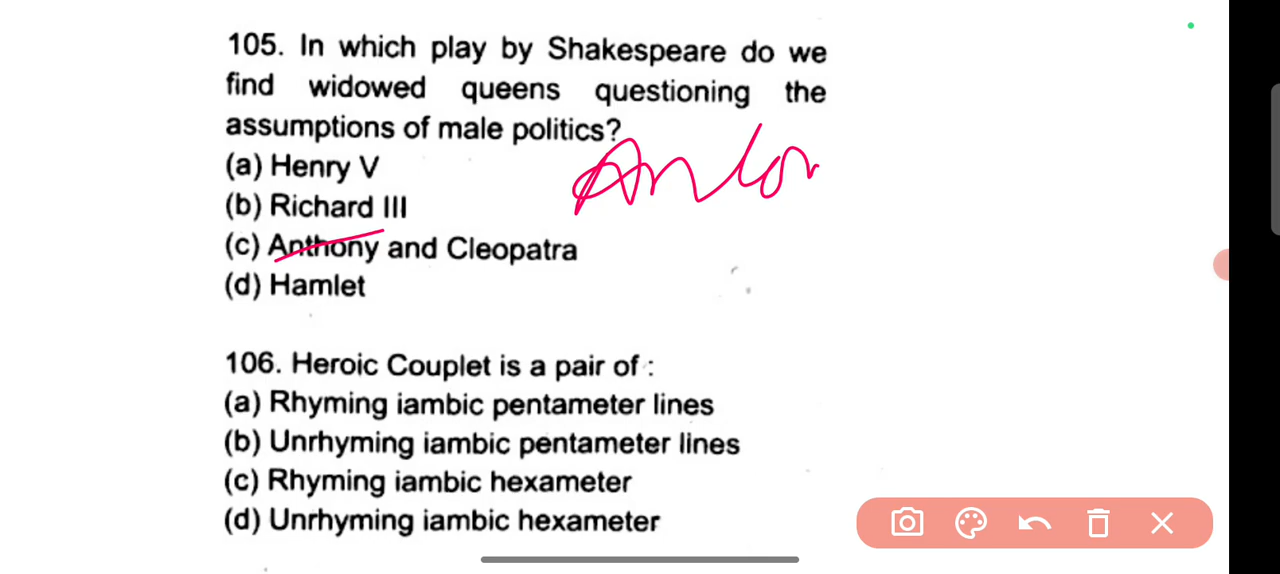 105. In which play by Shakespeare do we
find widowed queens questioning the
assumptions of male politics?
(a) Henry V
(b) Richard III
(c) Anthony and Cleopatra
(d) Hamlet
106. Heroic Couplet is a pair of :
(a) Rhyming iambic pentameter lines
(b) Unrhyming iambic pentameter lines
(c) Rhyming iambic hexameter
(d) Unrhyming iambic hexameter